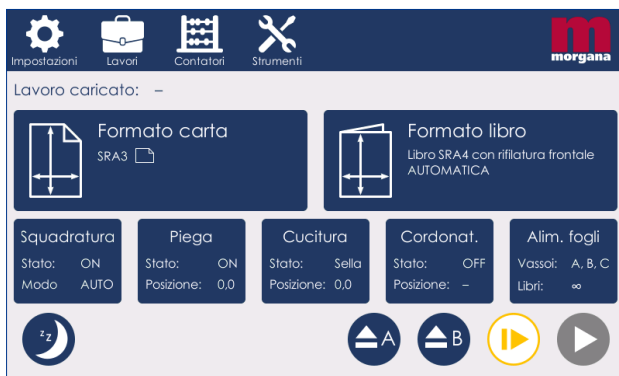 Impostazioni
Lavori
Contatori
Strumenti
morgana
Lavoro caricato: –
Formato carta
SRA3
Formato libro
Libro SRA4 con rifilatura frontale
AUTOMATICA
Squadratura
Stato: ON
Modo AUTO
Piega
Stato: ON
Posizione: 0,0
Cucitura
Stato: Sella
Posizione: 0,0
Cordonat.
Stato: OFF
Posizione: –
Alim. fogli
Vassoi: A, B, C
Libri: ∞
zz
A
B